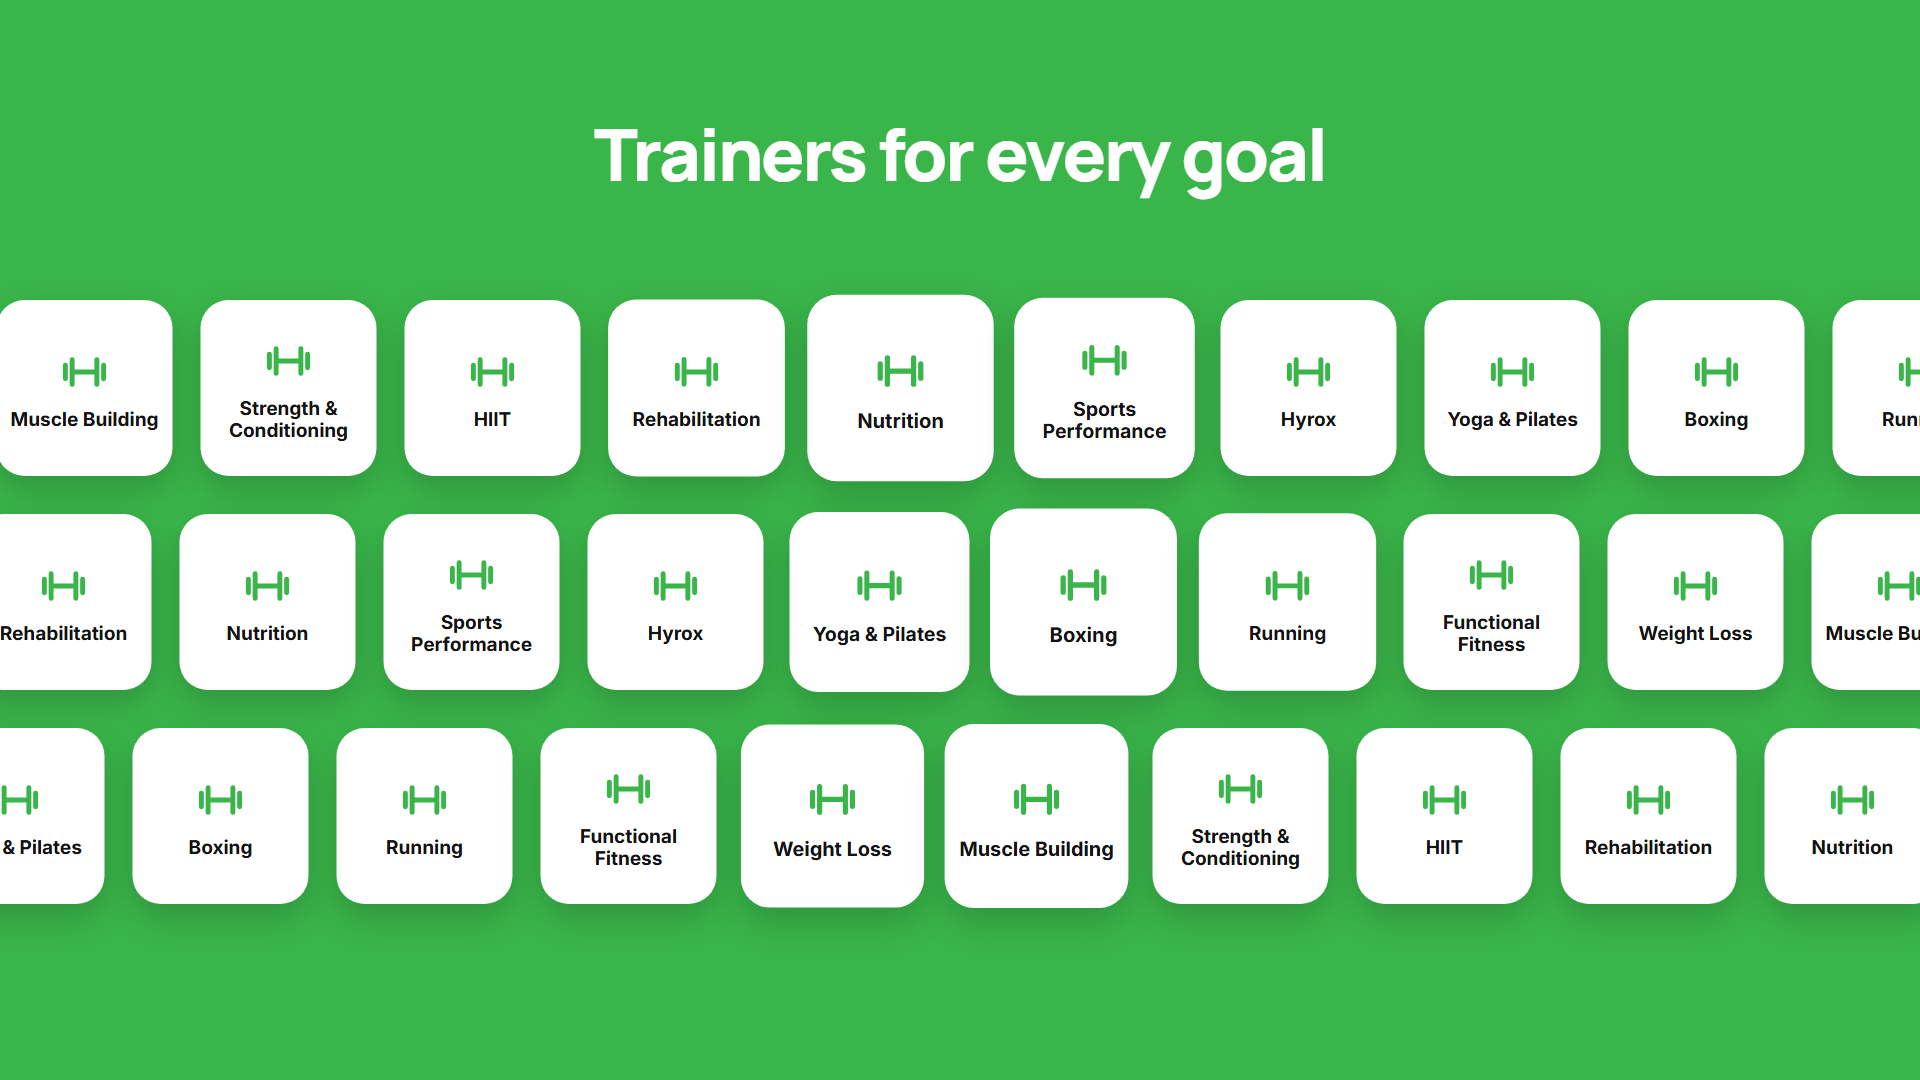 Trainers for every goal
Muscle Building
Strength &
Conditioning
HIIT
Rehabilitation
Nutrition
Sports
Performance
Hyrox
Yoga & Pilates
Boxing
Rehabilitation
Nutrition
Sports
Performance
Hyrox
Yoga & Pilates
Boxing
Running
Functional
Fitness
Weight Loss
Muscle
& Pilates
Boxing
Running
Functional
Fitness
Weight Loss
Muscle Building
Strength &
Conditioning
HIIT
Rehabilitation
Nutrition